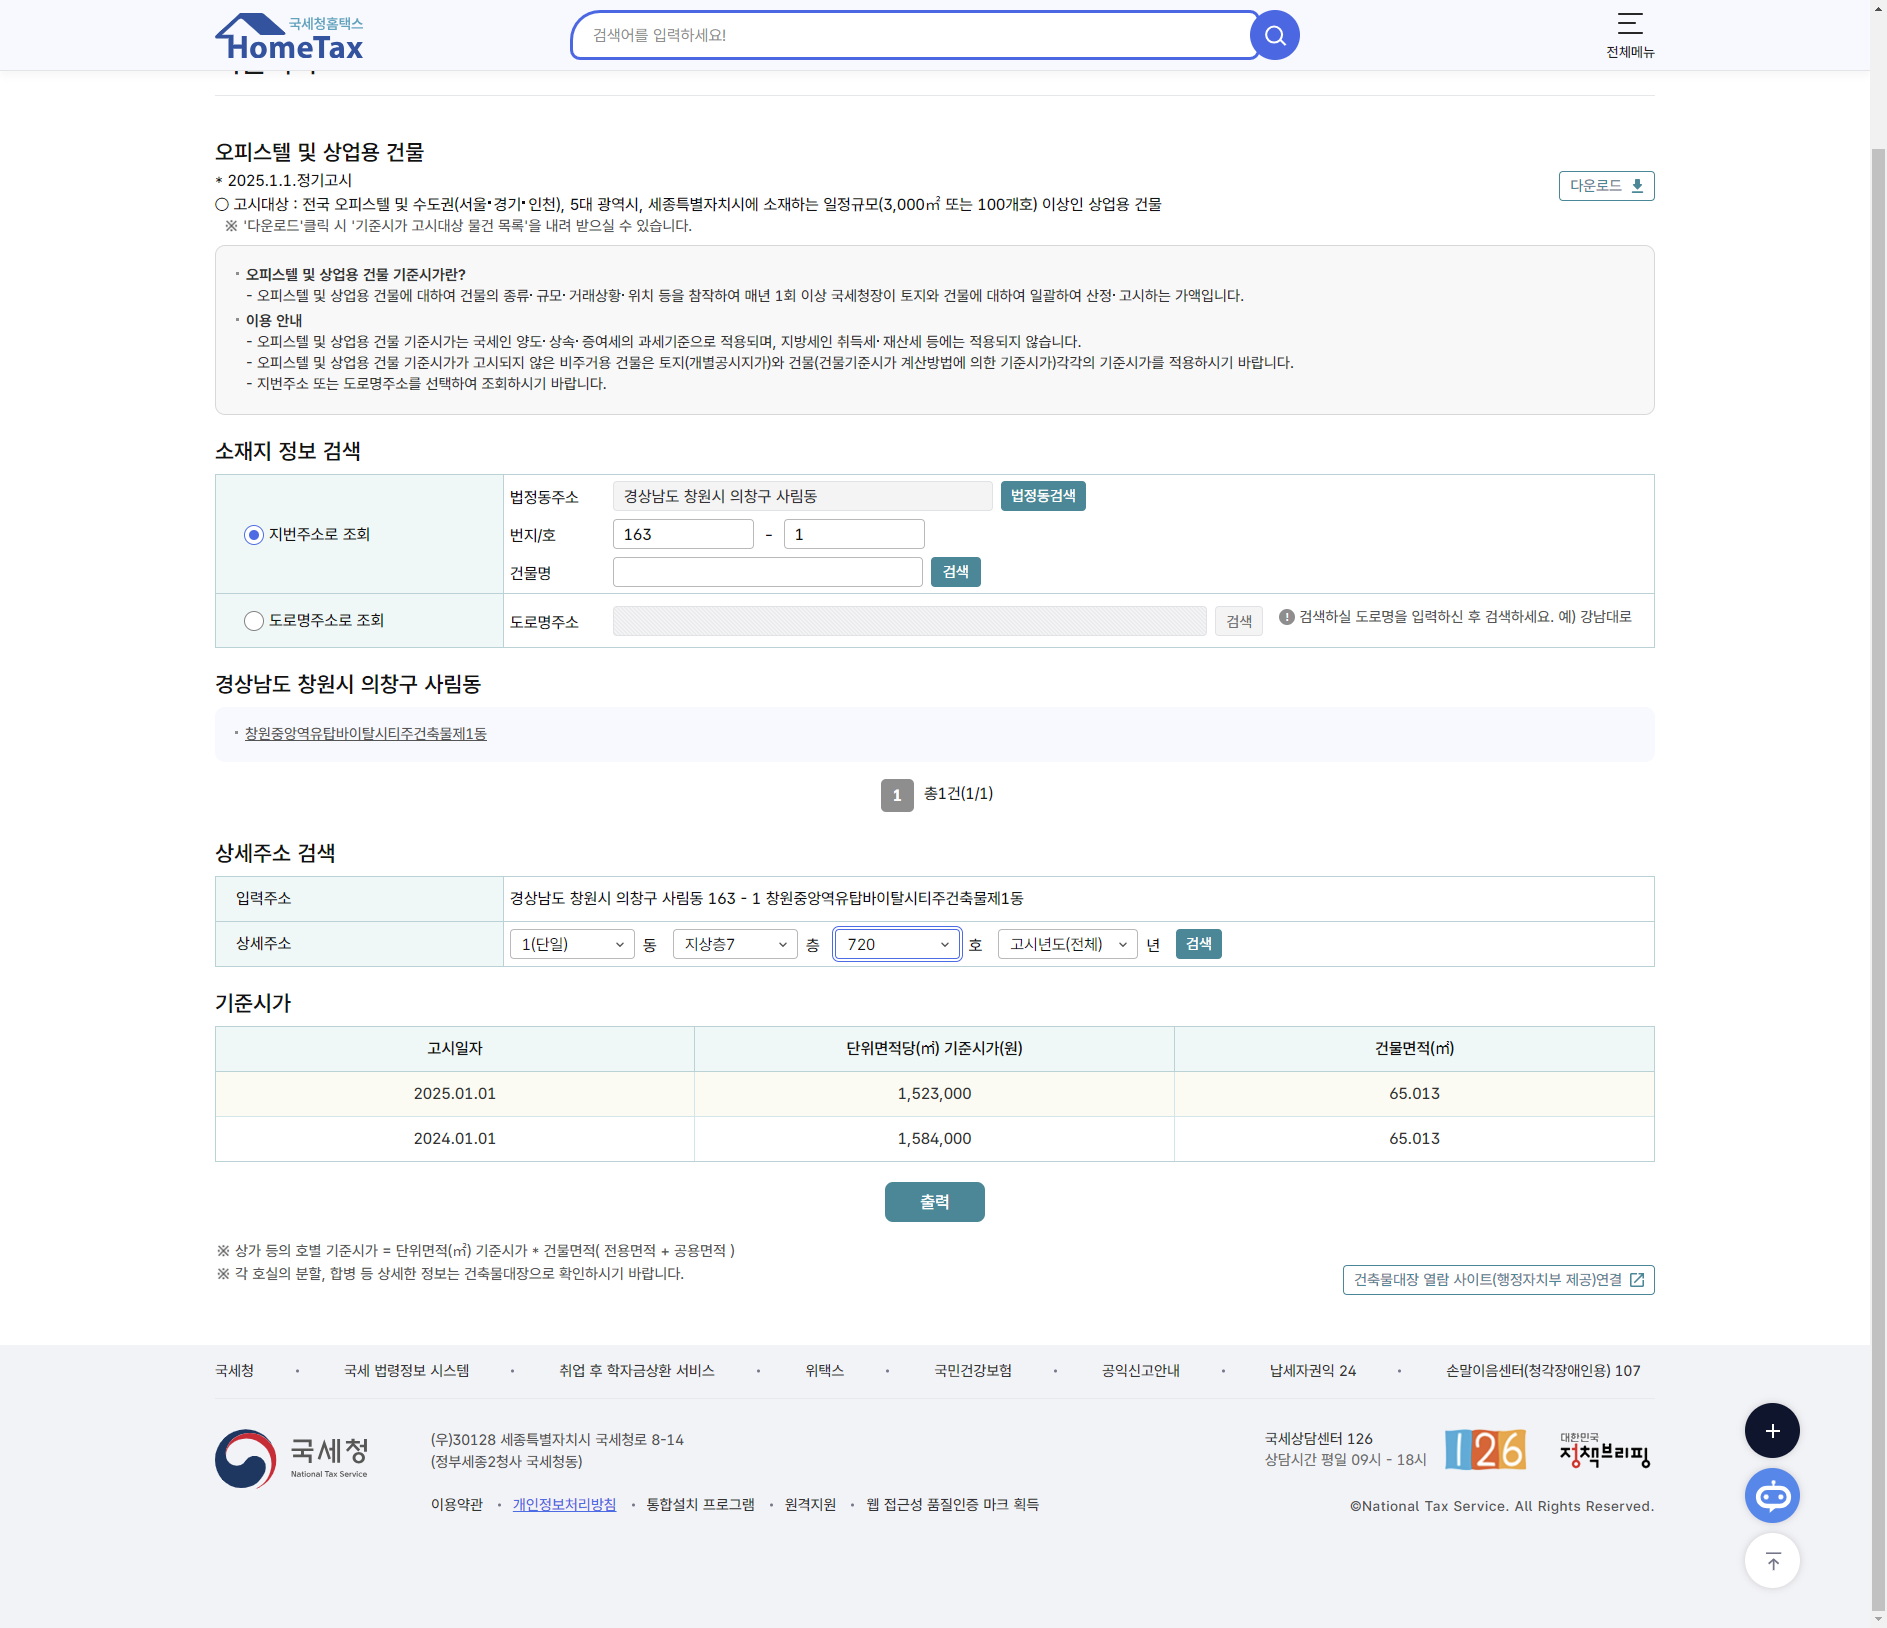 국세청홈택스
HomeTax
검색어를 입력하세요!
전체메뉴
오피스텔 및 상업용 건물
* 2025.1.1.정기고시
○ 고시대상 : 전국 오피스텔 및 수도권(서울·경기·인천), 5대 광역시, 세종특별자치시에 소재하는 일정규모(3,000㎡ 또는 100개호) 이상인 상업용 건물
※ '다운로드'클릭 시 '기준시가 고시대상 물건 목록'을 내려 받으실 수 있습니다.
다운로드
· 오피스텔 및 상업용 건물 기준시가란?
- 오피스텔 및 상업용 건물에 대하여 건물의 종류· 규모· 거래상황· 위치 등을 참작하여 매년 1회 이상 국세청장이 토지와 건물에 대하여 일괄하여 산정· 고시하는 가액입니다.
· 이용 안내
- 오피스텔 및 상업용 건물 기준시가는 국세인 양도· 상속· 증여세의 과세기준으로 적용되며, 지방세인 취득세· 재산세 등에는 적용되지 않습니다.
- 오피스텔 및 상업용 건물 기준시가가 고시되지 않은 비주거용 건물은 토지(개별공시지가)와 건물(건물기준시가 계산방법에 의한 기준시가)각각의 기준시가를 적용하시기 바랍니다.
- 지번주소 또는 도로명주소를 선택하여 조회하시기 바랍니다.
소재지 정보 검색
지번주소로 조회
법정동주소 경상남도 창원시 의창구 사림동 법정동검색
번지/호 163 - 1
건물명 검색
도로명주소로 조회 도로명주소 검색 ! 검색하실 도로명을 입력하신 후 검색하세요. 예) 강남대로
경상남도 창원시 의창구 사림동
· 창원중앙역유탑바이탈시티주건축물제1동
1 총1건(1/1)
상세주소 검색
입력주소 경상남도 창원시 의창구 사림동 163 - 1 창원중앙역유탑바이탈시티주건축물제1동
상세주소 1(단일) 동 지상층7 층 720 호 고시년도(전체) 년 검색
기준시가
고시일자 단위면적당(㎡) 기준시가(원) 건물면적(㎡)
2025.01.01 1,523,000 65.013
2024.01.01 1,584,000 65.013
출력
※ 상가 등의 호별 기준시가 = 단위면적(㎡) 기준시가 * 건물면적( 전용면적 + 공용면적 )
※ 각 호실의 분할, 합병 등 상세한 정보는 건축물대장으로 확인하시기 바랍니다.
건축물대장 열람 사이트(행정자치부 제공)연결
국세청 · 국세 법령정보 시스템 · 취업 후 학자금상환 서비스 · 위택스 · 국민건강보험 · 공익신고안내 · 납세자권익 24 · 손말이음센터(청각장애인용) 107
국세청
National Tax Service
(우)30128 세종특별자치시 국세청로 8-14
(정부세종2청사 국세청동)
이용약관 · 개인정보처리방침 · 통합설치 프로그램 · 원격지원 · 웹 접근성 품질인증 마크 획득
국세상담센터 126
상담시간 평일 09시 - 18시
126
대한민국
정책브리핑
©National Tax Service. All Rights Reserved.